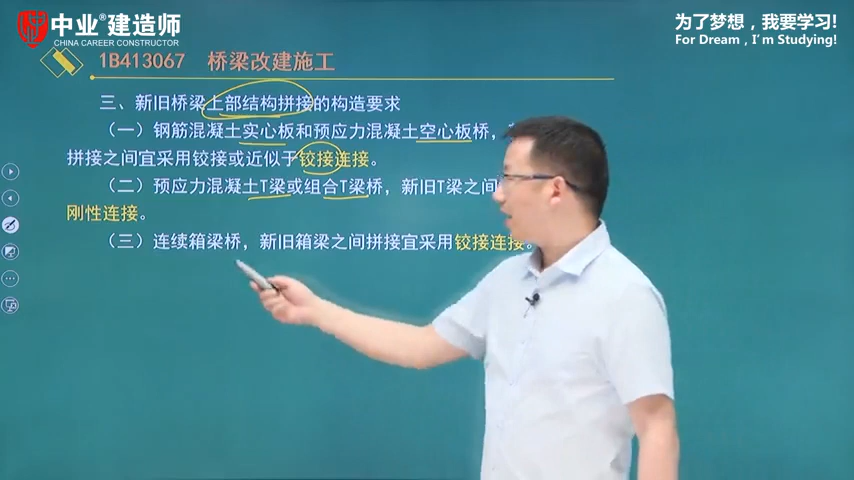 中业®建造师
CHINA CAREER CONSTRUCTOR
为了梦想，我要学习!
For Dream , I'm Studying!
1B413067 桥梁改建施工
三、新旧桥梁上部结构拼接的构造要求
（一）钢筋混凝土实心板和预应力混凝土空心板桥，
拼接之间宜采用铰接或近似于铰接连接。
（二）预应力混凝土T梁或组合T梁桥，新旧T梁之间
刚性连接。
（三）连续箱梁桥，新旧箱梁之间拼接宜采用铰接连接。